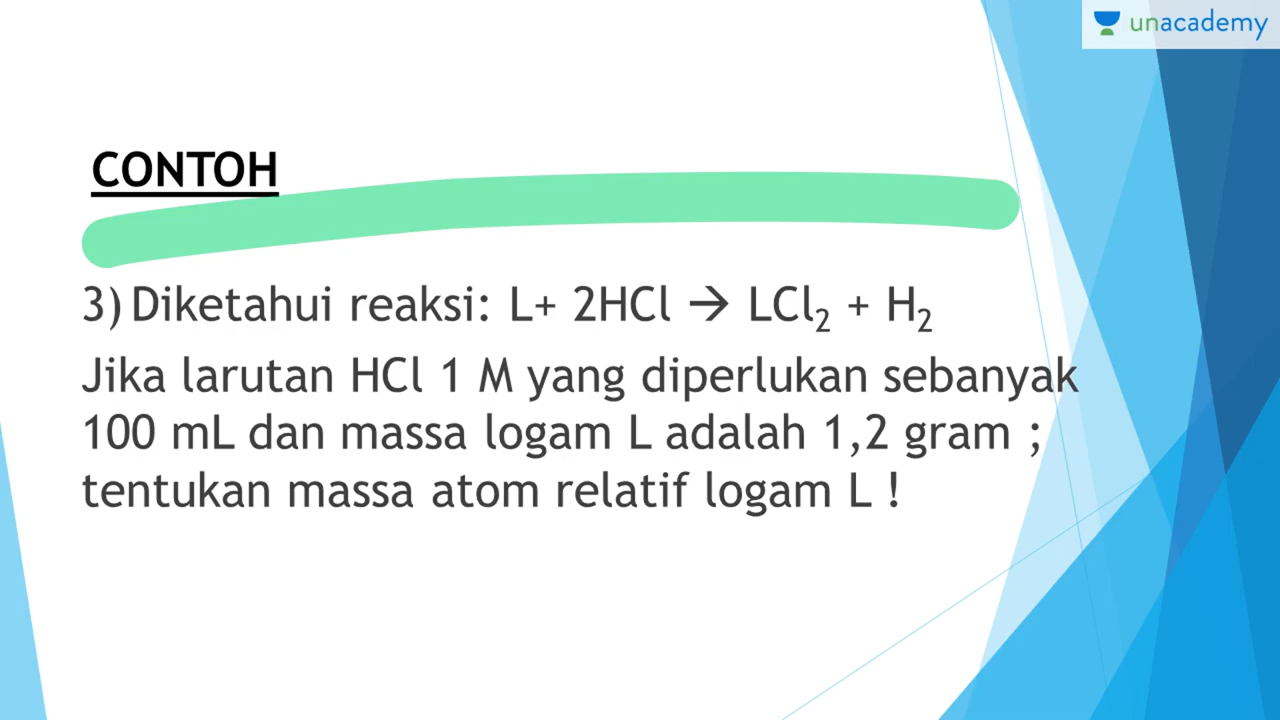 unacademy
CONTOH
3) Diketahui reaksi: L+ 2HCl → LCl₂ + H₂
Jika larutan HCl 1 M yang diperlukan sebanyak
100 mL dan massa logam L adalah 1,2 gram ;
tentukan massa atom relatif logam L !